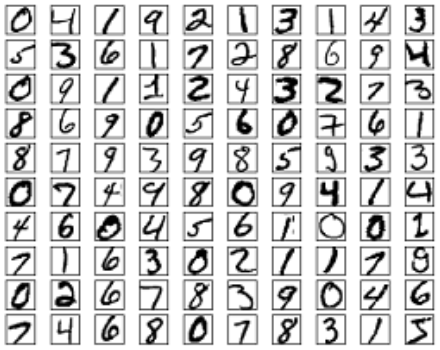 0 4 1 9 2 1 3 1 4 3
5 3 6 1 7 2 8 6 9 4
0 9 1 1 2 4 3 2 7 3
8 6 9 0 5 6 0 7 6 1
8 7 9 3 9 8 5 9 3 3
0 7 4 9 8 0 9 4 1 4
4 6 0 4 5 6 1 0 0 1
7 1 6 3 0 2 1 1 7 9
0 2 6 7 8 3 9 0 4 6
7 4 6 8 0 7 8 3 1 5